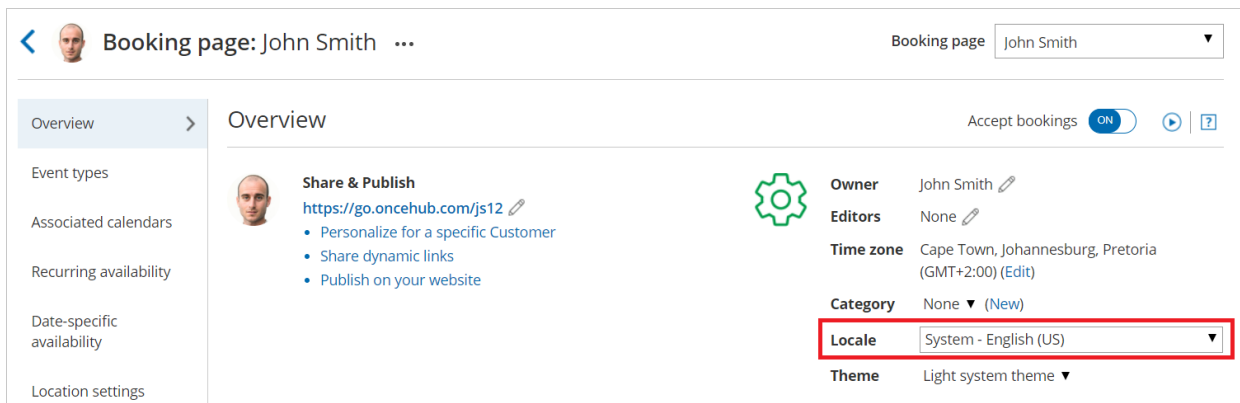 Booking page: John Smith ...
Booking page John Smith
Overview
Event types
Associated calendars
Recurring availability
Date-specific
availability
Location settings
Overview
Accept bookings ON
?
Share & Publish
https://go.oncehub.com/js12
• Personalize for a specific Customer
• Share dynamic links
• Publish on your website
Owner John Smith
Editors None
Time zone Cape Town, Johannesburg, Pretoria
(GMT+2:00) (Edit)
Category None (New)
Locale System - English (US)
Theme Light system theme